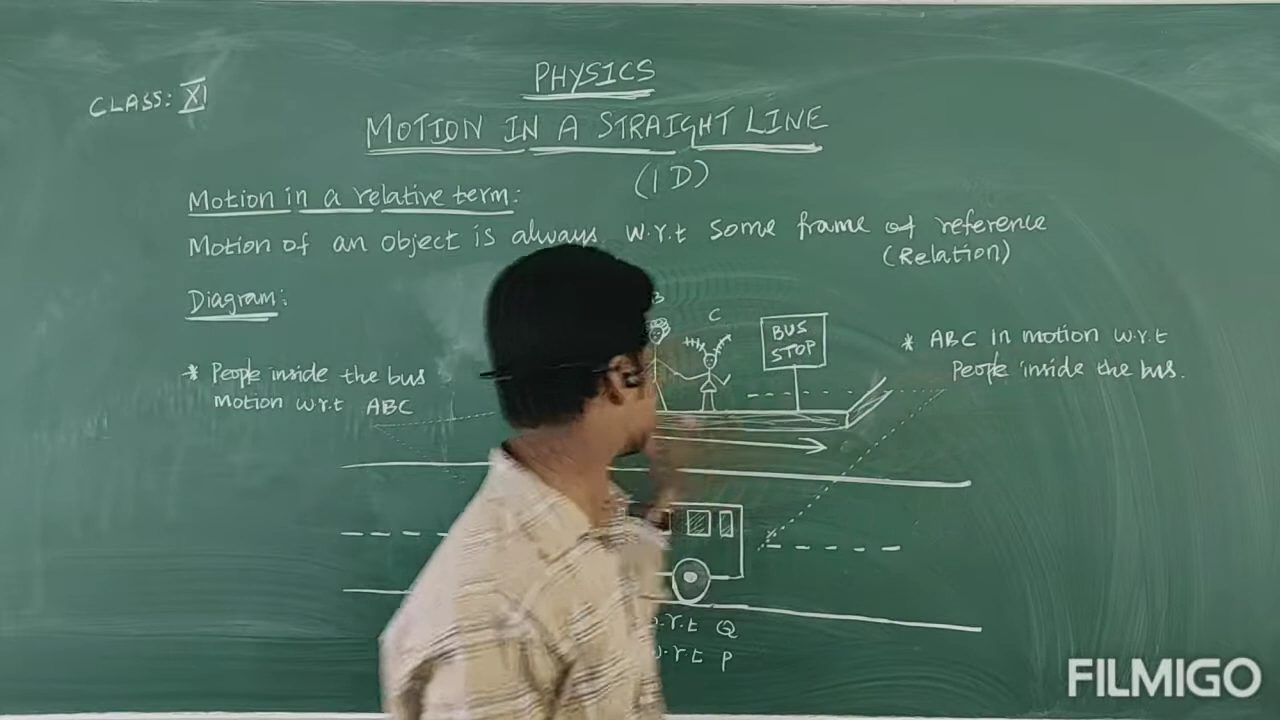 PHYSICS
CLASS: XI
MOTION IN A STRAIGHT LINE
(1D)
Motion in a relative term:
Motion of an object is always w.r.t some frame of reference
(Relation)
Diagram:
B
C
BUS
STOP
* People inside the bus
motion w.r.t ABC
* ABC in motion w.r.t
People inside the bus.
.r.t Q
.r.t P
FILMIGO